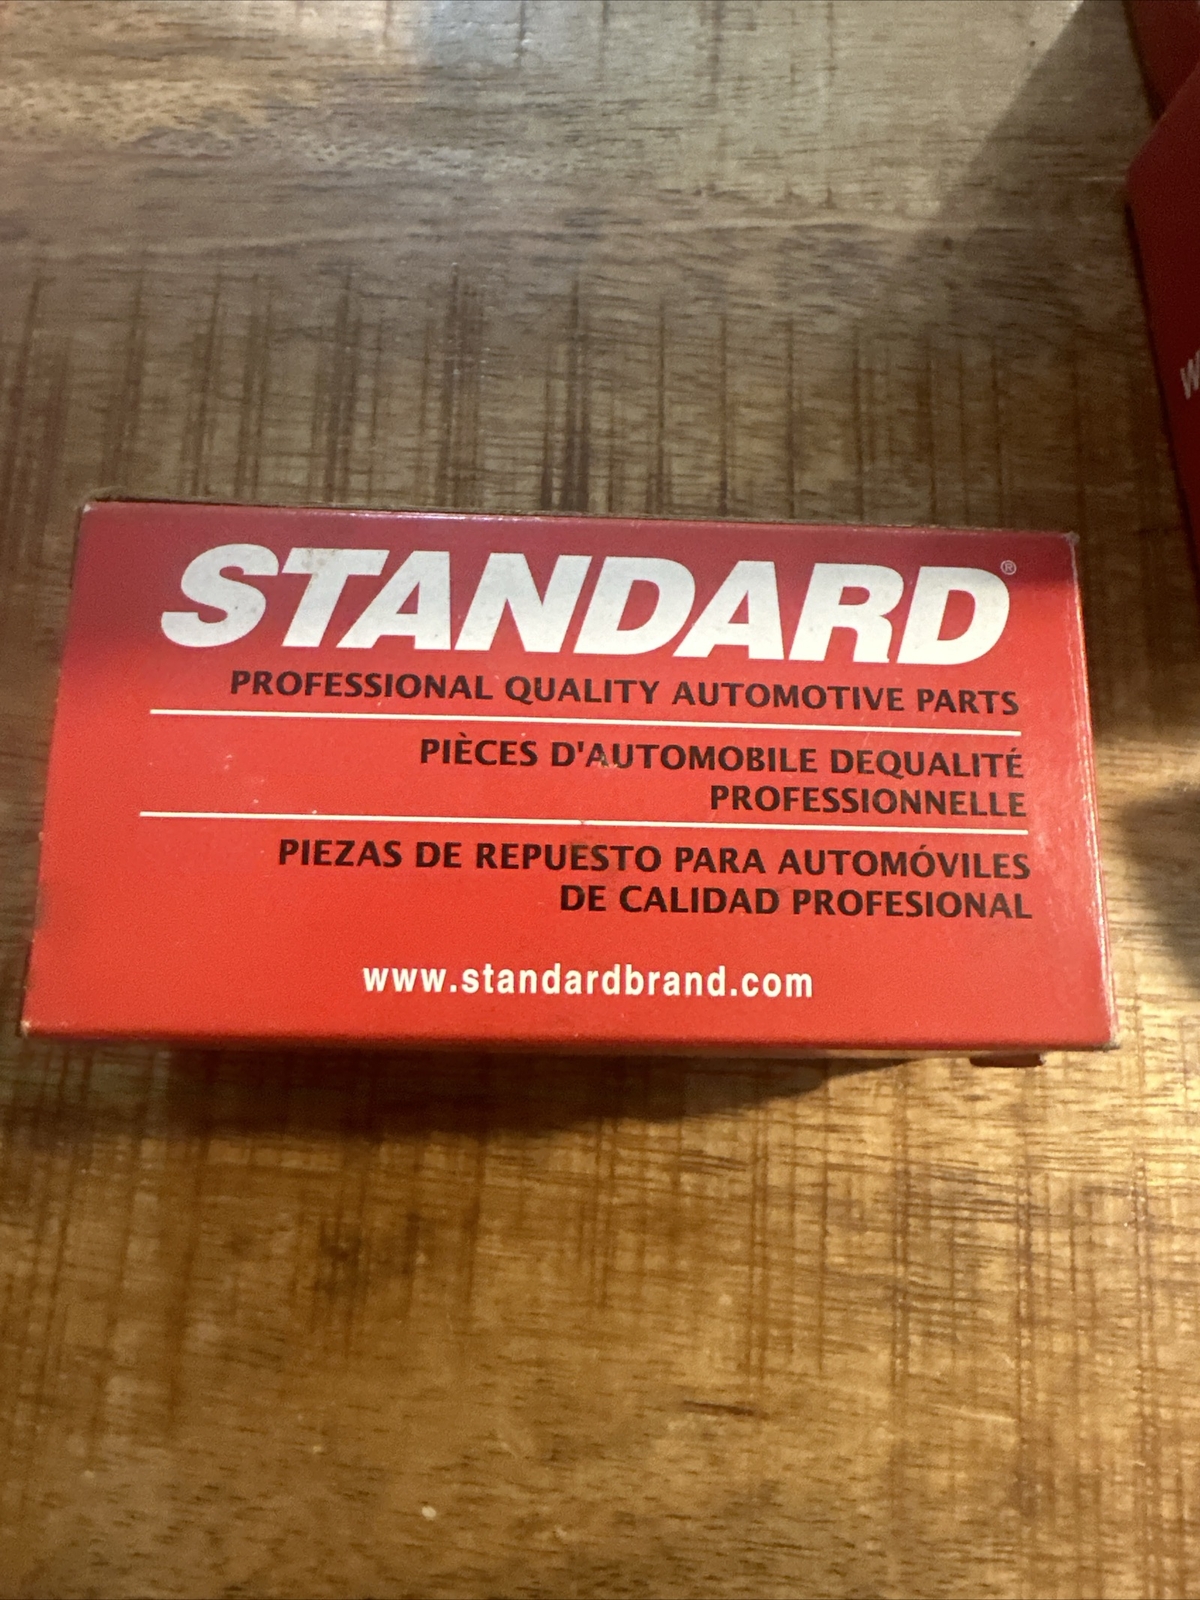 STANDARD®
PROFESSIONAL QUALITY AUTOMOTIVE PARTS
PIÈCES D'AUTOMOBILE DEQUALITÉ
PROFESSIONNELLE
PIEZAS DE REPUESTO PARA AUTOMÓVILES
DE CALIDAD PROFESIONAL
www.standardbrand.com